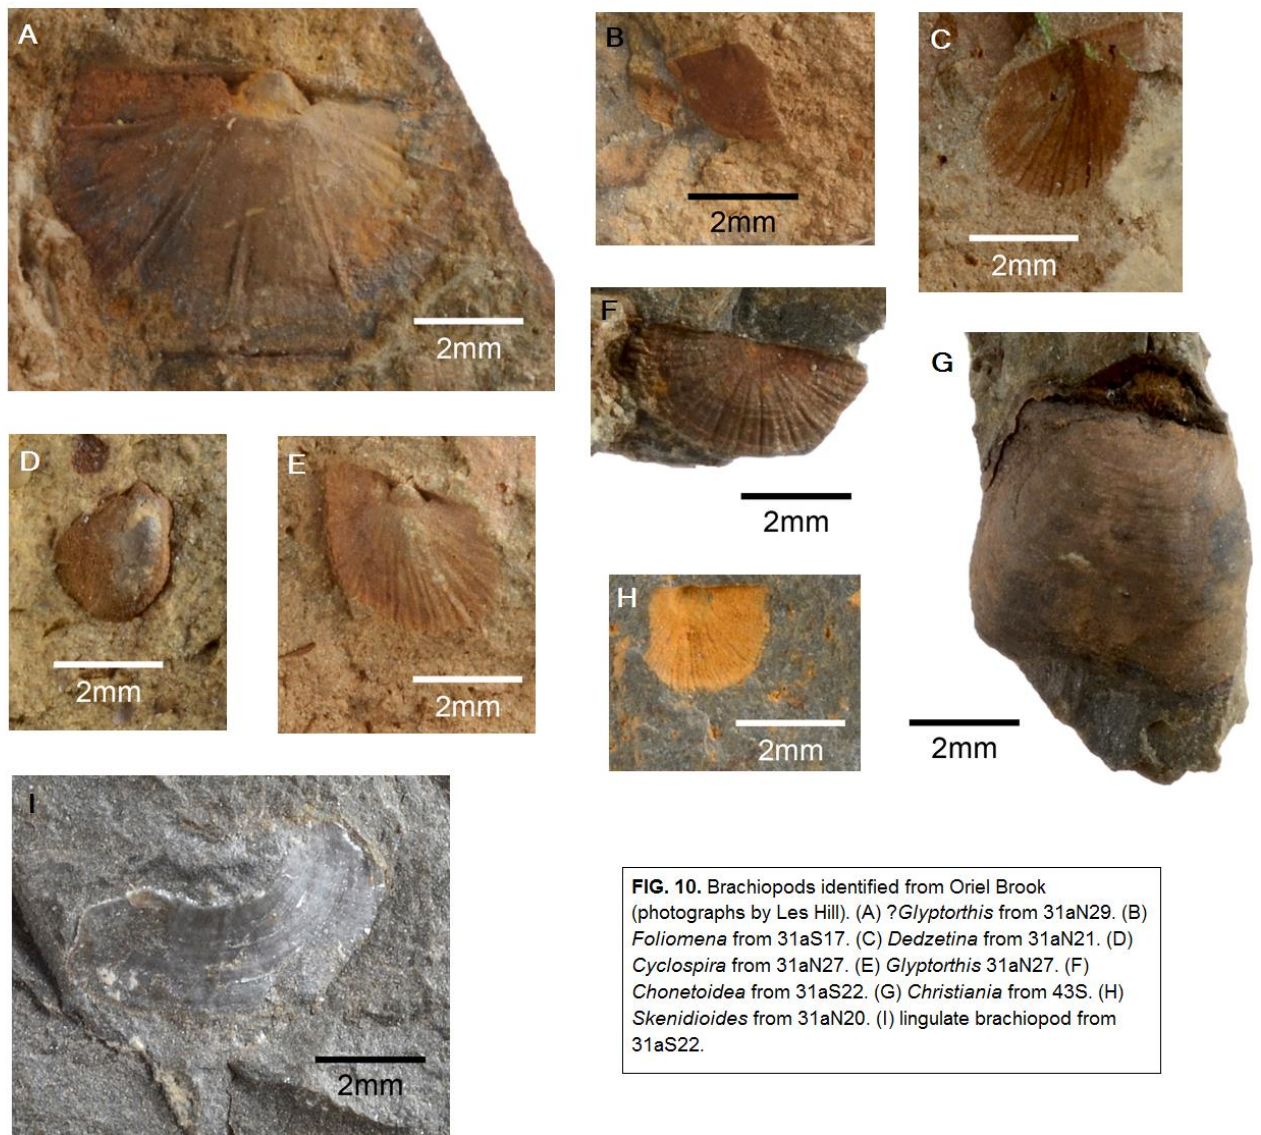 A
2mm
B
2mm
C
2mm
F
2mm
G
2mm
D
2mm
E
2mm
H
2mm
I
2mm
FIG. 10. Brachiopods identified from Oriel Brook
(photographs by Les Hill). (A) ?Glyptorthis from 31aN29. (B)
Foliomena from 31aS17. (C) Dedzetina from 31aN21. (D)
Cyclospira from 31aN27. (E) Glyptorthis 31aN27. (F)
Chonetoidea from 31aS22. (G) Christiania from 43S. (H)
Skenidioides from 31aN20. (I) lingulate brachiopod from
31aS22.